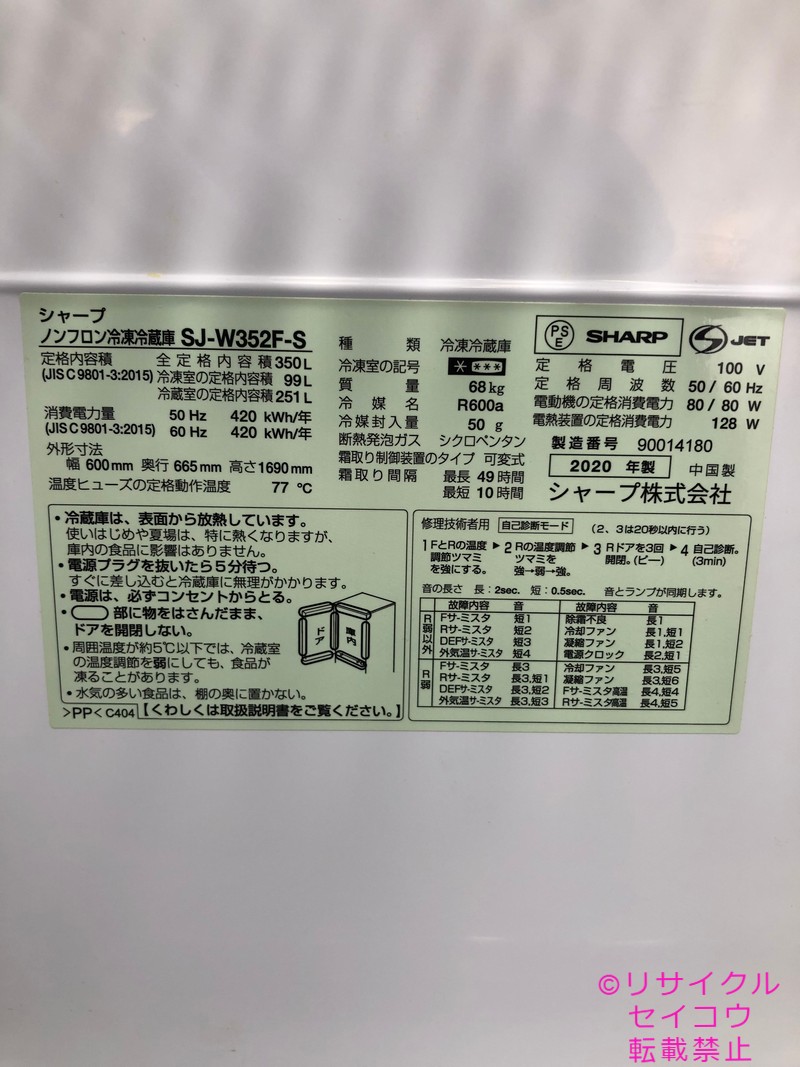 シャープ
ノンフロン冷凍冷蔵庫 SJ-W352F-S
定格内容積 全定格内容積 350L
(JIS C 9801-3:2015) 冷凍室の定格内容積 99L
冷蔵室の定格内容積 251L
消費電力量 50 Hz 420 kWh/年
(JIS C 9801-3:2015) 60 Hz 420 kWh/年
外形寸法
幅 600mm 奥行 665mm 高さ 1690mm
温度ヒューズの定格動作温度 77 ℃
種類 冷凍冷蔵庫
冷凍室の記号 * ***
質量 68kg
冷媒名 R600a
冷媒封入量 50 g
断熱発泡ガス シクロペンタン
霜取り制御装置のタイプ 可変式
霜取り間隔 最長 49時間
最短 10時間
PSE SHARP JET
定格電圧 100 V
定格周波数 50/60 Hz
電動機の定格消費電力 80/80 W
電熱装置の定格消費電力 128 W
製造番号 90014180
2020 年製 中国製
シャープ株式会社
・冷蔵庫は、表面から放熱しています。
使いはじめや夏場は、特に熱くなりますが、
庫内の食品に影響はありません。
・電源プラグを抜いたら5分待つ。
すぐに差し込むと冷蔵庫に無理がかかります。
・電源は、必ずコンセントからとる。
・部に物をはさんだまま、
ドアを開閉しない。
・周囲温度が約5℃以下では、冷蔵室
の温度調節を弱にしても、食品が
凍ることがあります。
・水気の多い食品は、棚の奥に置かない。
ドア 庫内
>PP< C404 【くわしくは取扱説明書をご覧ください。】
修理技術者用 自己診断モード (2、3は20秒以内に行う)
1 FとRの温度調節ツマミを強にする。 ▶ 2 Rの温度調節ツマミを強→弱→強。 ▶ 3 Rドアを3回開閉。(ピー) ▶ 4 自己診断。(3min)
音の長さ 長:2sec. 短:0.5sec. 音とランプが同期します。
故障内容 音 故障内容 音
R弱以外 Fサーミスタ 短1 除霜不良 長1
Rサーミスタ 短2 冷却ファン 長1,短1
DEFサーミスタ 短3 凝縮ファン 長1,短2
外気温サーミスタ 短4 電源クロック 長2,短1
R弱 Fサーミスタ 長3 冷却ファン 長3,短5
Rサーミスタ 長3,短1 凝縮ファン 長3,短6
DEFサーミスタ 長3,短2 Fサーミスタ高温 長4,短4
外気温サーミスタ 長3,短3 Rサーミスタ高温 長4,短5
©リサイクル
セイコウ
転載禁止